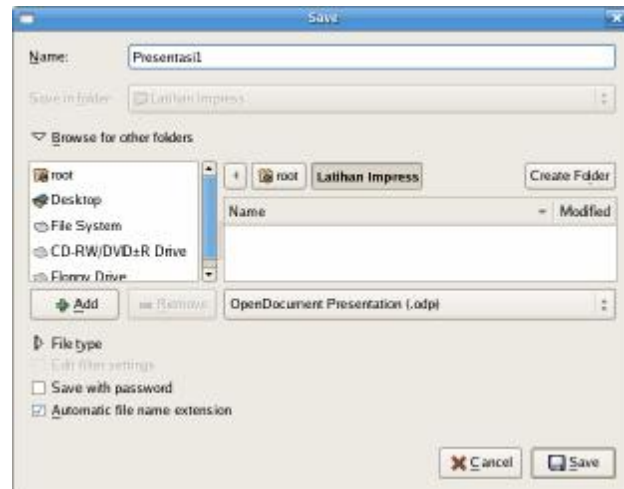 Save
Name: Presentasi1
Save in folder: Latihan Impress
Browse for other folders
root
Desktop
File System
CD-RW/DVD±R Drive
Floppy Drive
root Latihan Impress Create Folder
Name Modified
Add Remove OpenDocument Presentation (.odp)
File type
Edit filter settings
Save with password
Automatic file name extension
Cancel Save